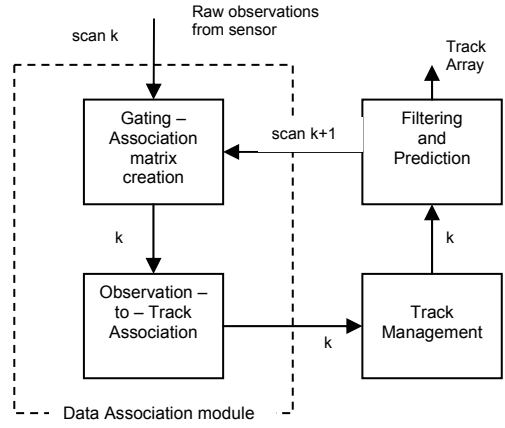 Raw observations
from sensor
scan k
Track
Array
Gating –
Association
matrix
creation
scan k+1
Filtering
and
Prediction
k
k
Observation –
to – Track
Association
k
Track
Management
Data Association module